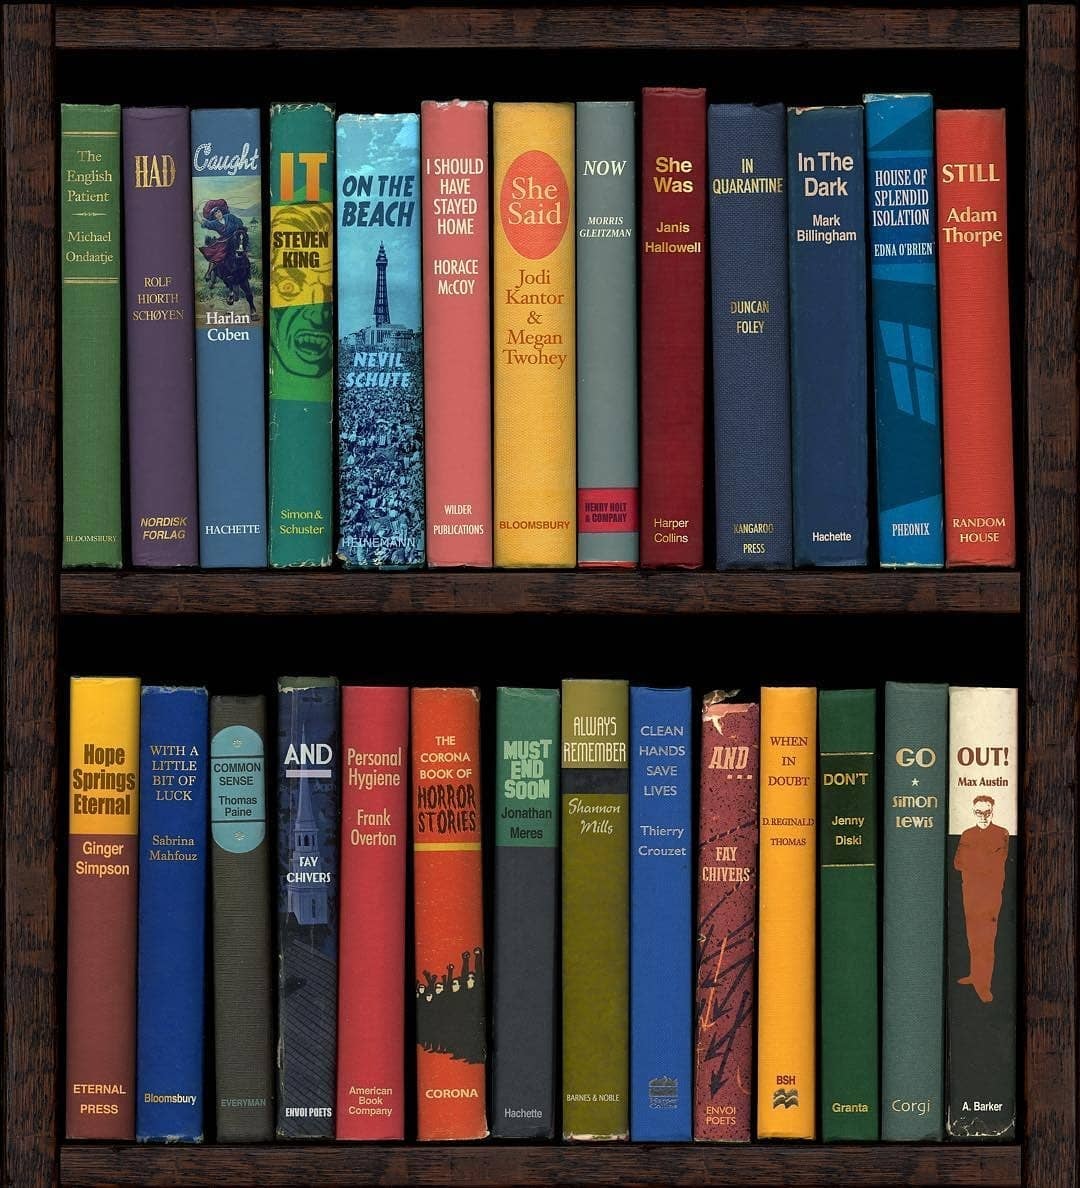 The
English
Patient
Michael
Ondaatje
BLOOMSBURY
HAD
ROLF
HIORTH
SCHØYEN
NORDISK
FORLAG
Caught
Harlan
Coben
HACHETTE
IT
STEVEN
KING
Simon &
Schuster
ON THE
BEACH
NEVIL
SCHUTE
HEINEMANN
I SHOULD
HAVE
STAYED
HOME
HORACE
McCOY
WILDER
PUBLICATIONS
She
Said
Jodi
Kantor
&
Megan
Twohey
BLOOMSBURY
NOW
MORRIS
GLEITZMAN
HENRY HOLT
& COMPANY
She
Was
Janis
Hallowell
Harper
Collins
IN
QUARANTINE
DUNCAN
FOLEY
KANGAROO
PRESS
In The
Dark
Mark
Billingham
Hachette
HOUSE OF
SPLENDID
ISOLATION
EDNA O'BRIEN
PHEONIX
STILL
Adam
Thorpe
RANDOM
HOUSE
Hope
Springs
Eternal
Ginger
Simpson
ETERNAL
PRESS
WITH A
LITTLE
BIT OF
LUCK
Sabrina
Mahfouz
Bloomsbury
COMMON
SENSE
Thomas
Paine
EVERYMAN
AND
FAY
CHIVERS
ENVOI POETS
Personal
Hygiene
Frank
Overton
American
Book
Company
THE
CORONA
BOOK OF
HORROR
STORIES
CORONA
MUST
END
SOON
Jonathan
Meres
Hachette
ALWAYS
REMEMBER
Shannon
Mills
BARNES & NOBLE
CLEAN
HANDS
SAVE
LIVES
Thierry
Crouzet
Harper
Collins
AND
...
FAY
CHIVERS
ENVOI
POETS
WHEN
IN
DOUBT
D. REGINALD
THOMAS
BSH
DON'T
Jenny
Diski
Granta
GO
SIMON
LEWIS
Corgi
OUT!
Max Austin
A. Barker